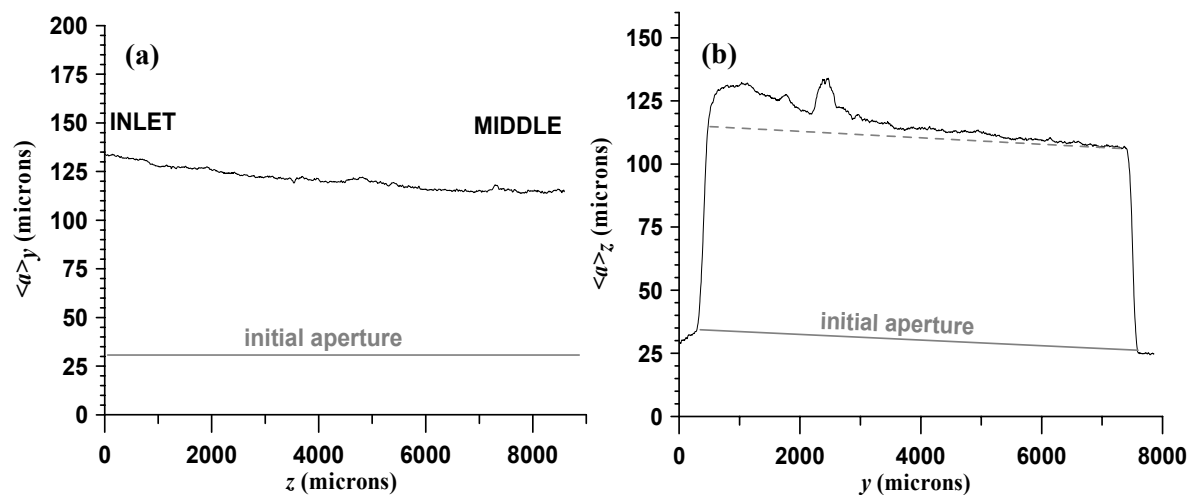 (a)
200
175
150
125
100
75
50
25
0
<a>y (microns)
INLET
MIDDLE
initial aperture
0 2000 4000 6000 8000
z (microns)
(b)
150
125
100
75
50
25
0
<a>z (microns)
initial aperture
0 2000 4000 6000 8000
y (microns)